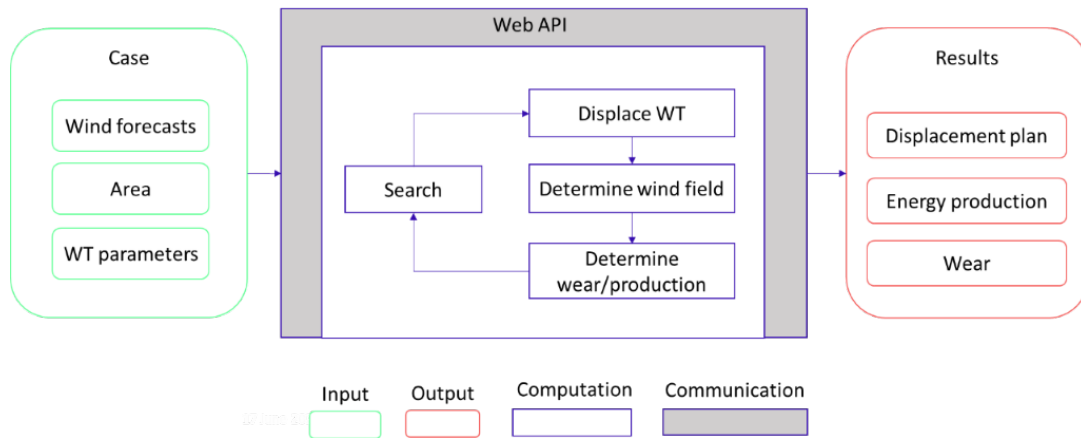 Web API
Case
Wind forecasts
Area
WT parameters
Search
Displace WT
Determine wind field
Determine
wear/production
Results
Displacement plan
Energy production
Wear
Input
Output
Computation
Communication